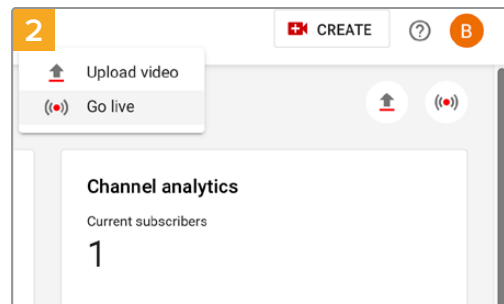 2
CREATE
B
Upload video
Go live
Channel analytics
Current subscribers
1